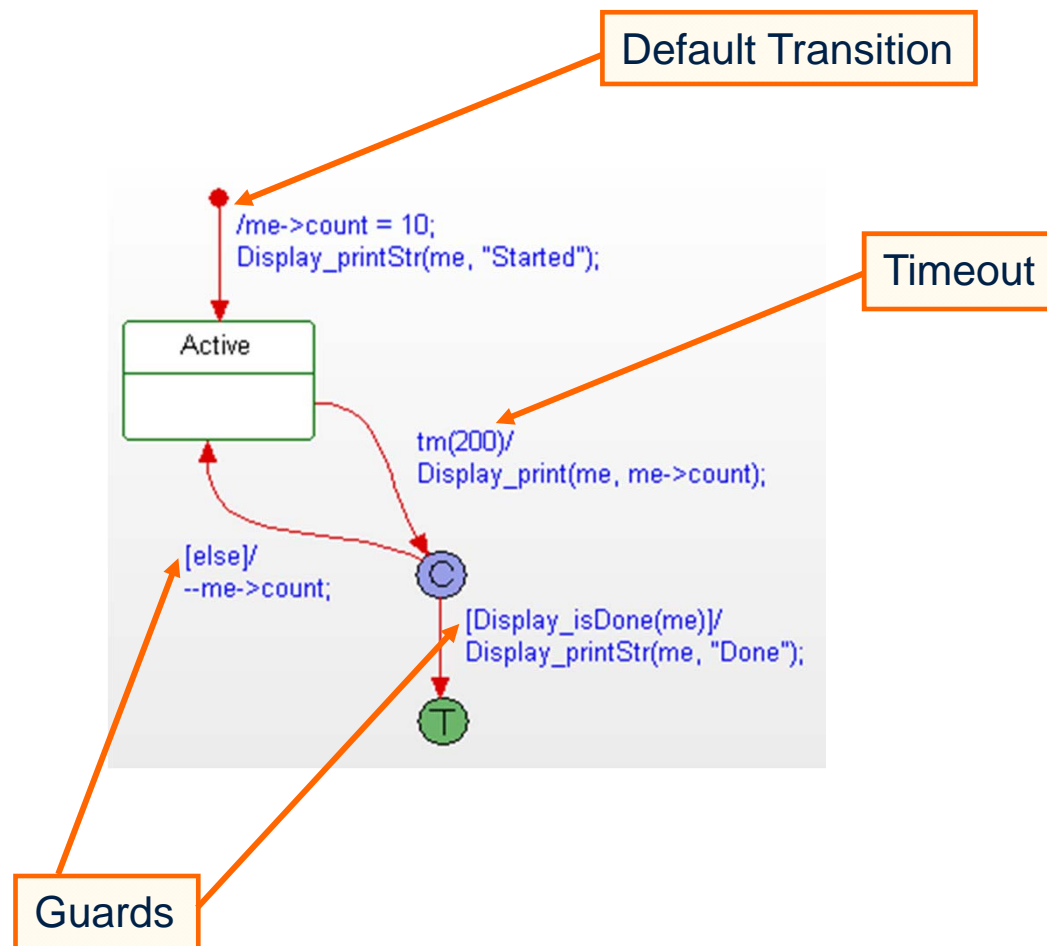 Default Transition
/me->count = 10;
Display_printStr(me, "Started");
Timeout
Active
tm(200)/
Display_print(me, me->count);
[else]/
--me->count;
C
[Display_isDone(me)]/
Display_printStr(me, "Done");
T
Guards